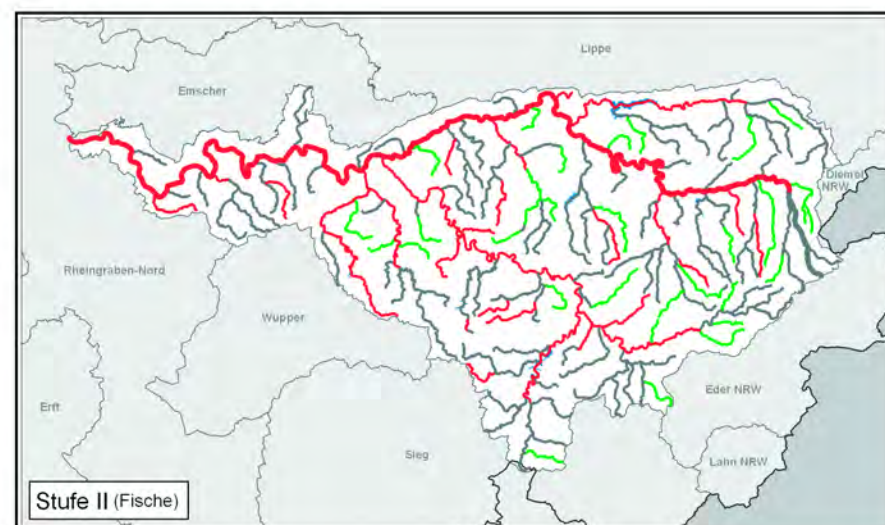 Lippe
Emscher
Diemel
NRW
Rheingraben-Nord
Wupper
Eder NRW
Erft
Sieg
Lahn NRW
Stufe II (Fische)